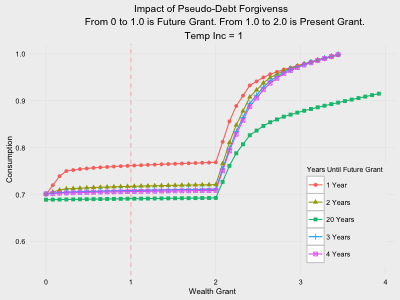 Impact of Pseudo-Debt Forgivenss
From 0 to 1.0 is Future Grant. From 1.0 to 2.0 is Present Grant.
Temp Inc = 1
1.0
0.9
0.8
0.7
0.6
Consumption
Years Until Future Grant
1 Year
2 Years
20 Years
3 Years
4 Years
0 1 2 3 4
Wealth Grant